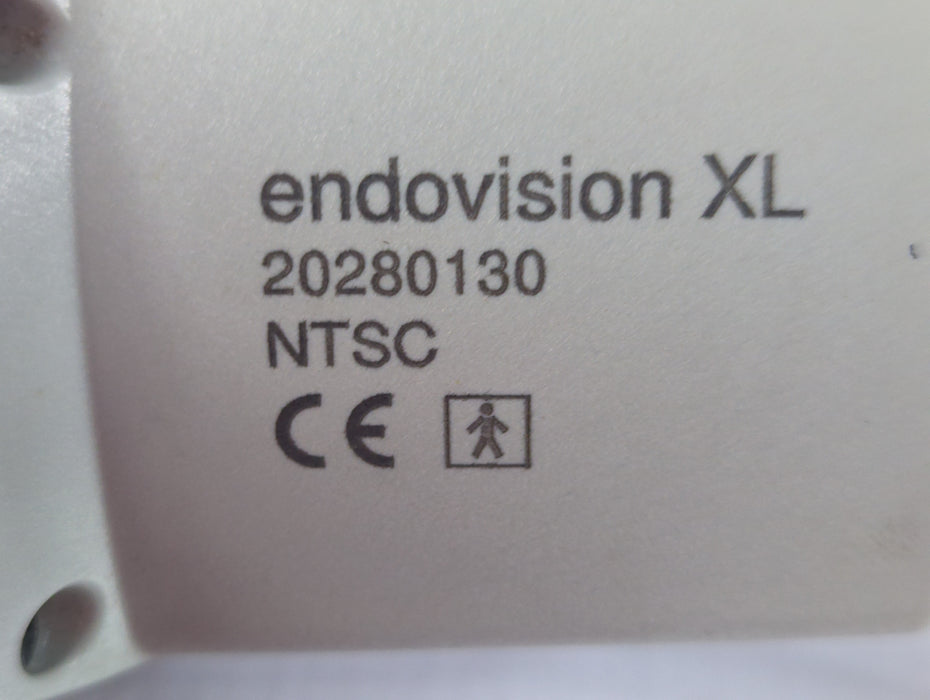 endovision XL
20280130
NTSC
CE